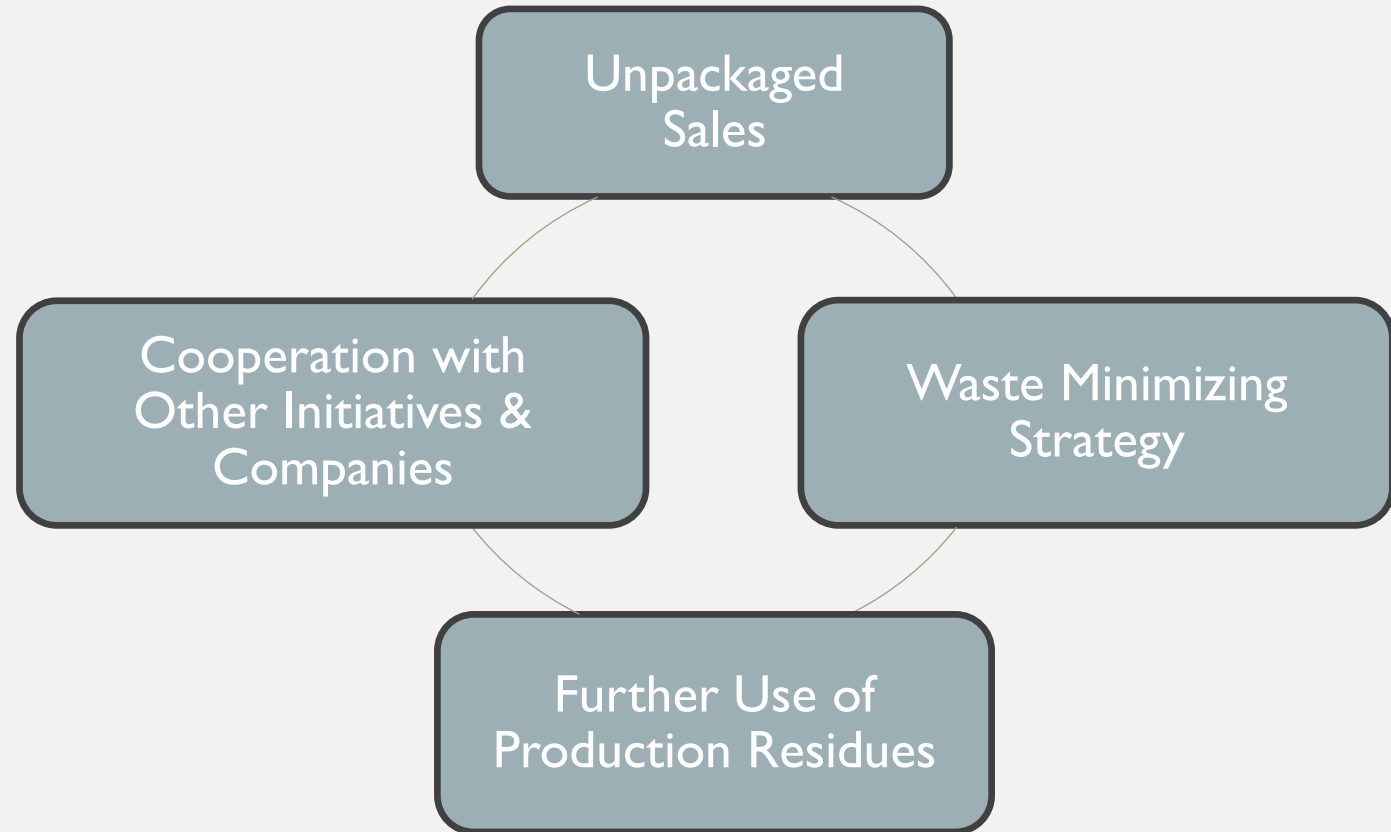 Unpackaged
Sales
Cooperation with
Other Initiatives &
Companies
Waste Minimizing
Strategy
Further Use of
Production Residues